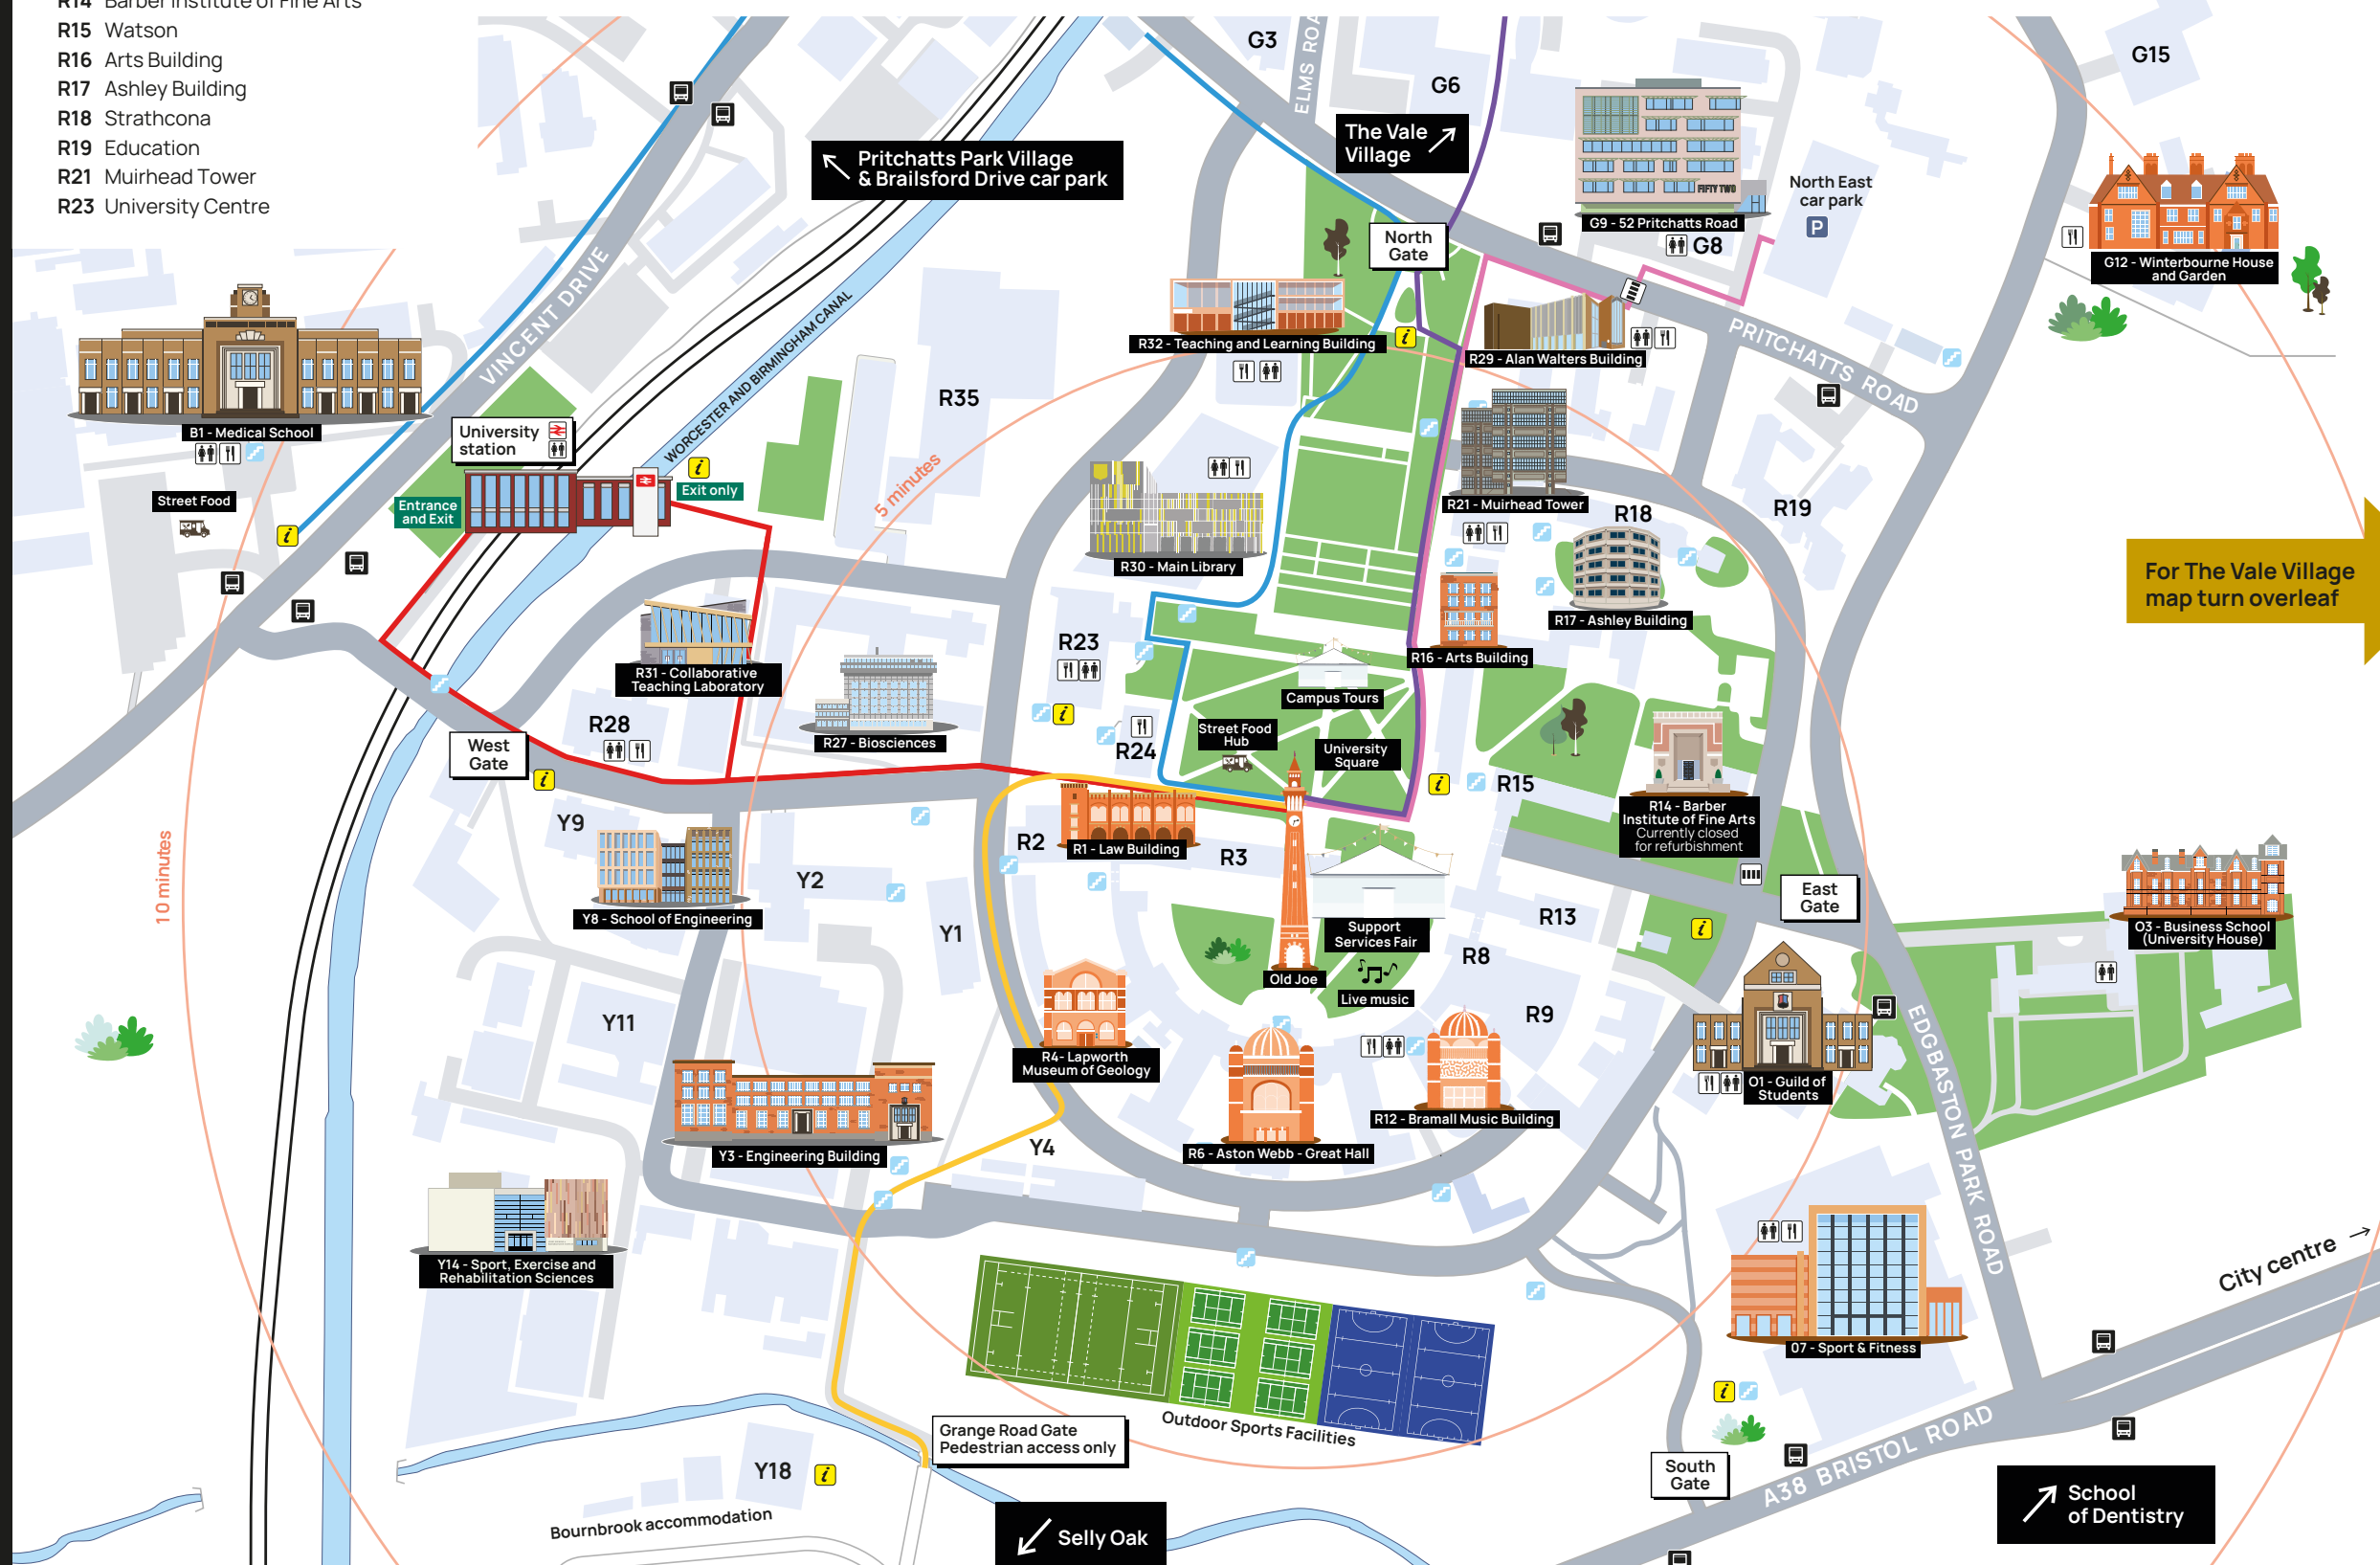 R14 Barber Institute of Fine Arts
R15 Watson
R16 Arts Building
R17 Ashley Building
R18 Strathcona
R19 Education
R21 Muirhead Tower
R23 University Centre
G3
ELMS ROA
G6
G15
The Vale
Village
Pritchatts Park Village
& Brailsford Drive car park
FIFTY TWO
G9 - 52 Pritchatts Road
G8
North East
car park
P
North
Gate
G12 - Winterbourne House
and Garden
VINCENT DRIVE
WORCESTER AND BIRMINGHAM CANAL
R32 - Teaching and Learning Building
i
R29 - Alan Walters Building
PRITCHATTS ROAD
R35
B1 - Medical School
University
station
i
Exit only
Entrance
and Exit
Street Food
i
5 minutes
R30 - Main Library
R21 - Muirhead Tower
R18
R19
R17 - Ashley Building
For The Vale Village
map turn overleaf
R23
R16 - Arts Building
R31 - Collaborative
Teaching Laboratory
Campus Tours
R28
R27 - Biosciences
i
R24
Street Food
Hub
University
Square
West
Gate
i
i
R15
R14 - Barber
Institute of Fine Arts
Currently closed
for refurbishment
10 minutes
Y9
R2
R1 - Law Building
R3
Y2
Y8 - School of Engineering
Y1
East
Gate
R13
i
Support
Services Fair
R8
O3 - Business School
(University House)
Old Joe
Live music
Y11
R9
R4- Lapworth
Museum of Geology
O1 - Guild of
Students
EDGBASTON PARK ROAD
R12 - Bramall Music Building
Y3 - Engineering Building
Y4
R6 - Aston Webb - Great Hall
Y14 - Sport, Exercise and
Rehabilitation Sciences
City centre
07 - Sport & Fitness
i
Outdoor Sports Facilities
Grange Road Gate
Pedestrian access only
A38 BRISTOL ROAD
Y18
i
South
Gate
School
of Dentistry
Bournbrook accommodation
Selly Oak